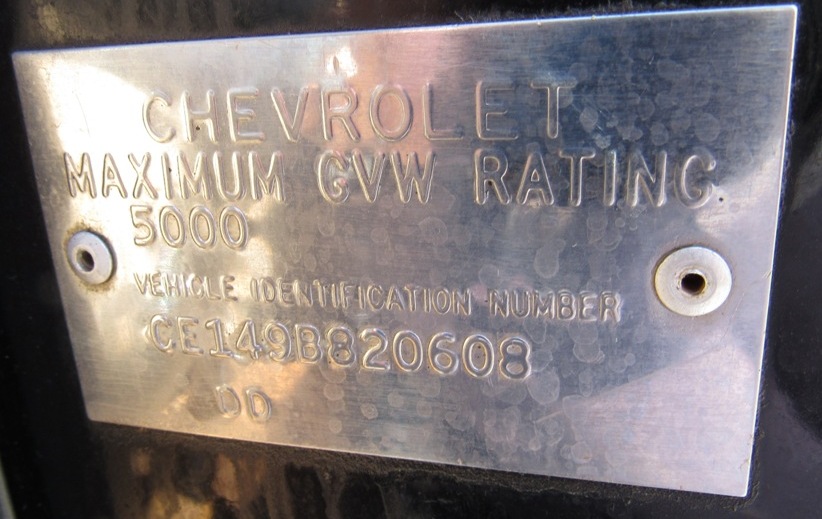 CHEVROLET
MAXIMUM GVW RATING
5000
VEHICLE IDENTIFICATION NUMBER
CE149B820608
DD